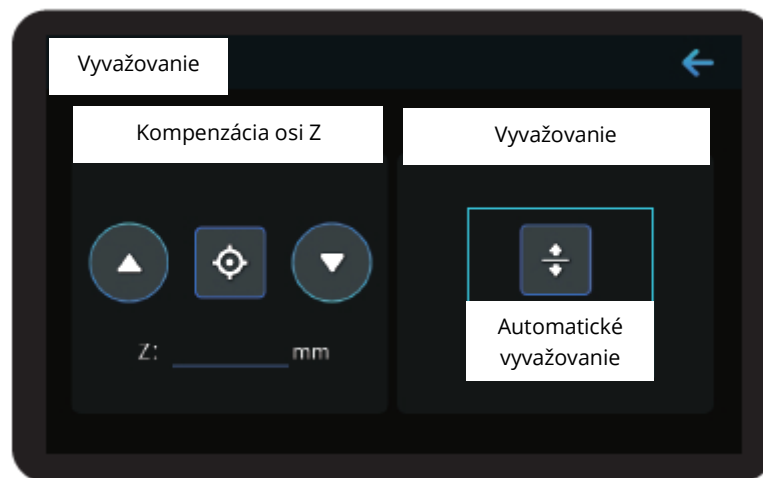 Vyvažovanie
Kompenzácia osi Z
Vyvažovanie
Z: mm
Automatické
vyvažovanie